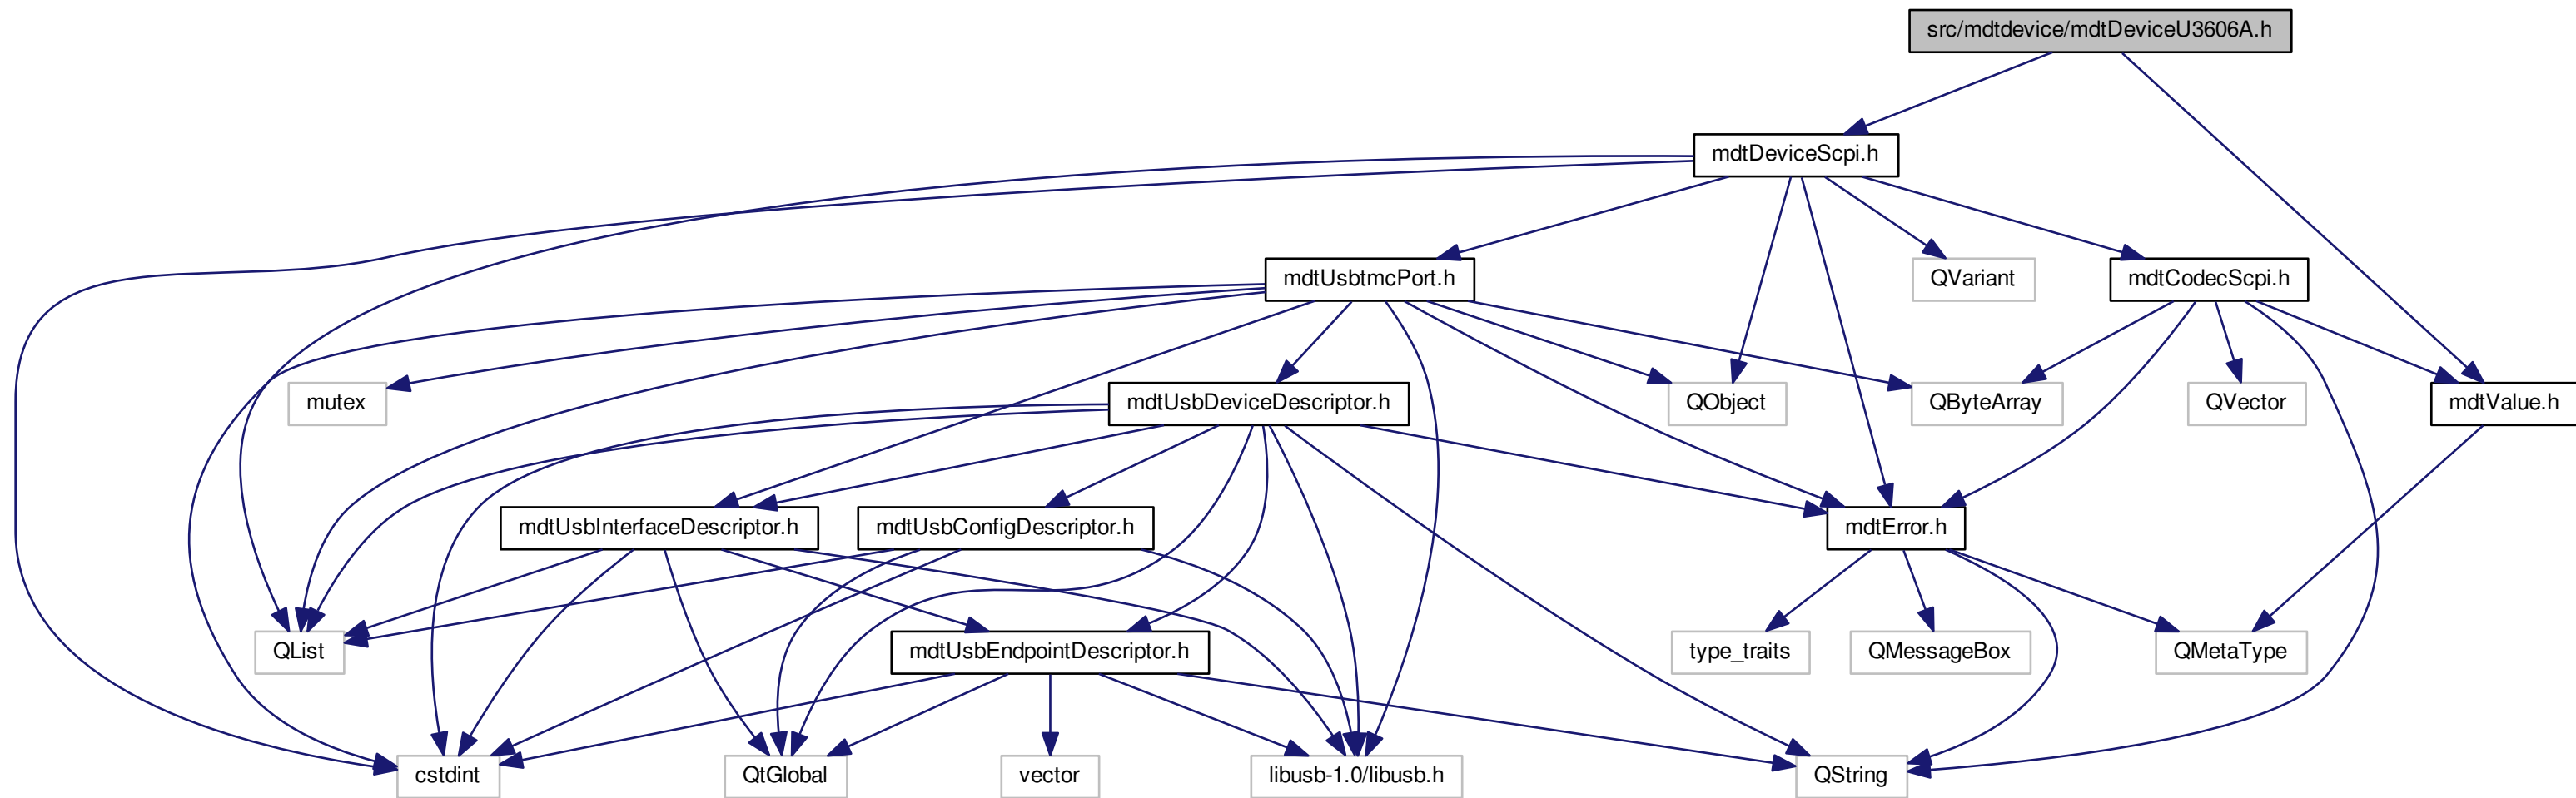 src/mdtdevice/mdtDeviceU3606A.h
mdtDeviceScpi.h
mdtUsbtmcPort.h
QVariant
mdtCodecScpi.h
mutex
mdtUsbDeviceDescriptor.h
QObject
QByteArray
QVector
mdtValue.h
mdtUsbInterfaceDescriptor.h
mdtUsbConfigDescriptor.h
mdtError.h
QList
mdtUsbEndpointDescriptor.h
type_traits
QMessageBox
QMetaType
cstdint
QtGlobal
vector
libusb-1.0/libusb.h
QString